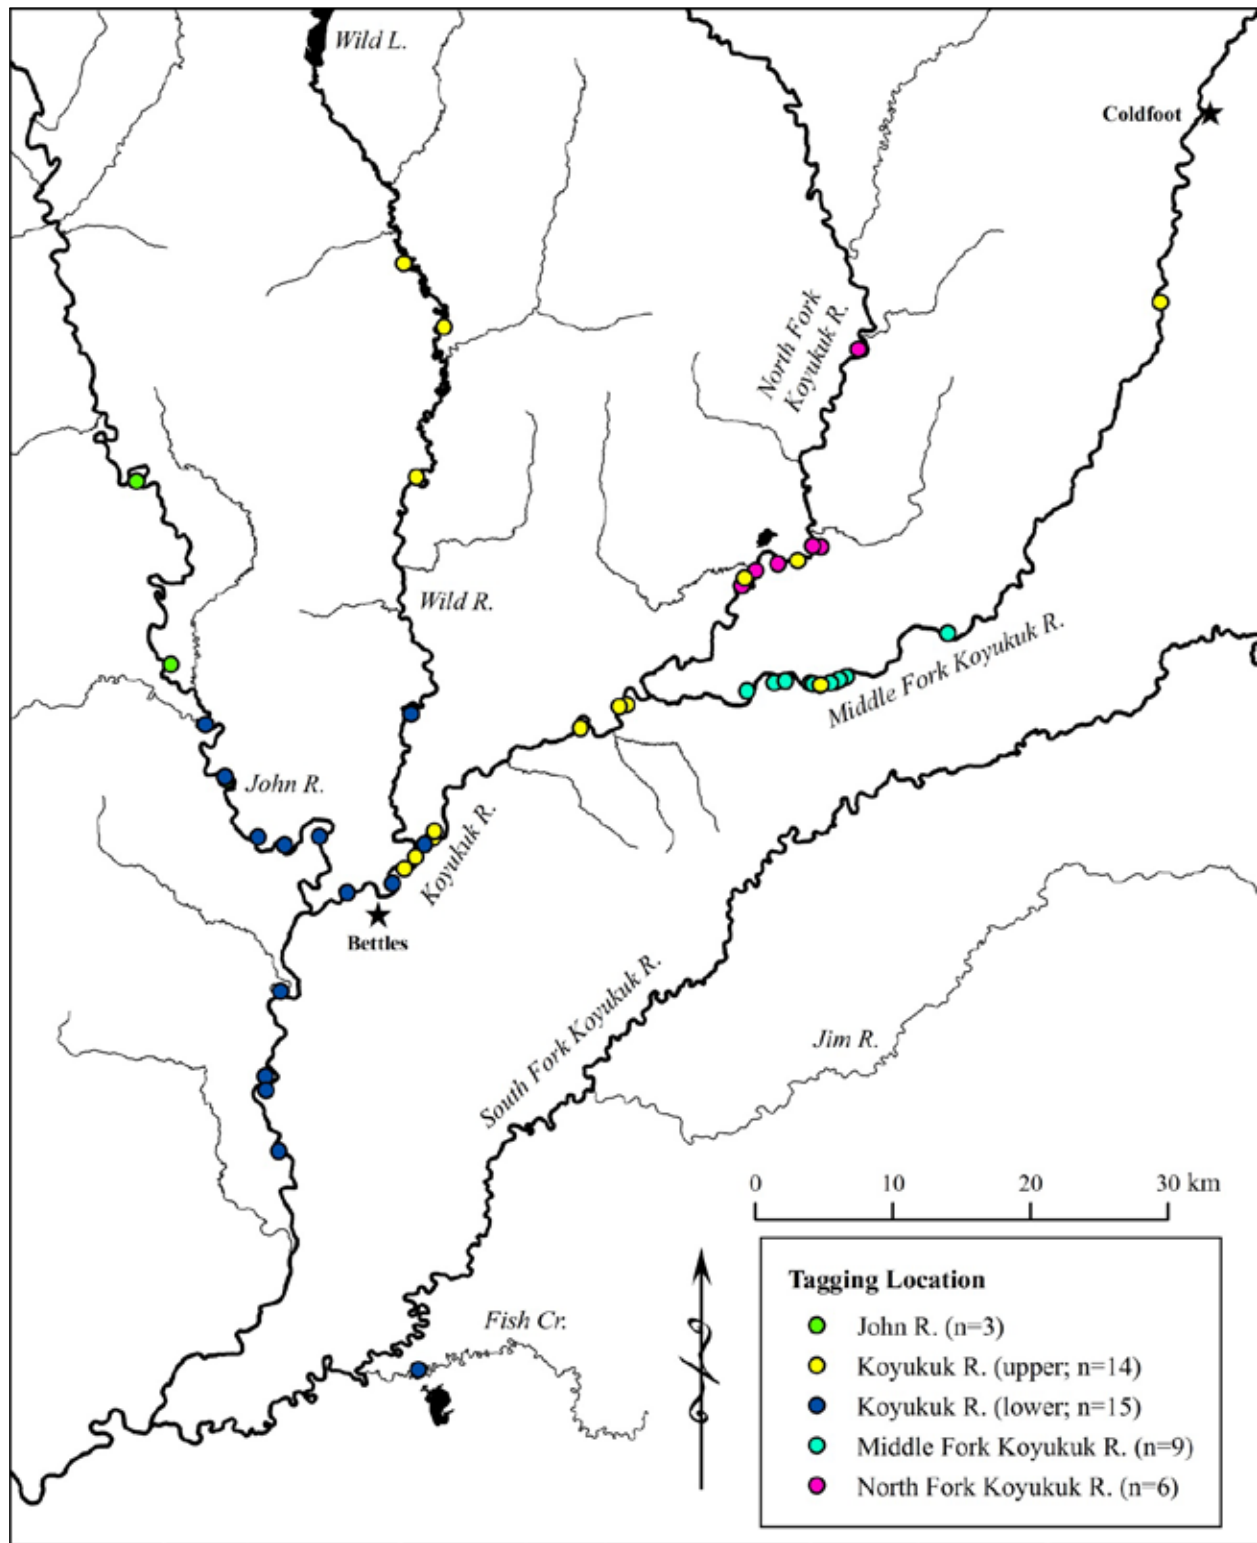 Wild L.
Coldfoot
North Fork
Koyukuk R.
Wild R.
Middle Fork Koyukuk R.
John R.
Koyukuk R.
Bettles
South Fork Koyukuk R.
Jim R.
Fish Cr.
0 10 20 30 km
Tagging Location
John R. (n=3)
Koyukuk R. (upper; n=14)
Koyukuk R. (lower; n=15)
Middle Fork Koyukuk R. (n=9)
North Fork Koyukuk R. (n=6)